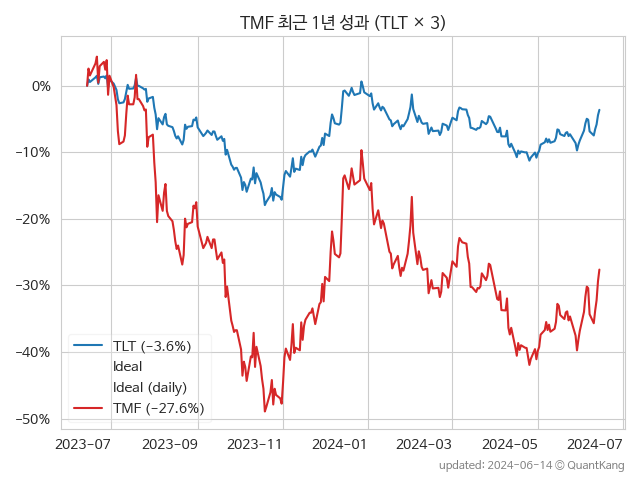 TMF 최근 1년 성과 (TLT × 3)
0%
−10%
−20%
−30%
−40%
−50%
TLT (−3.6%)
Ideal
Ideal (daily)
TMF (−27.6%)
2023-07
2023-09
2023-11
2024-01
2024-03
2024-05
2024-07
updated: 2024-06-14 © QuantKang